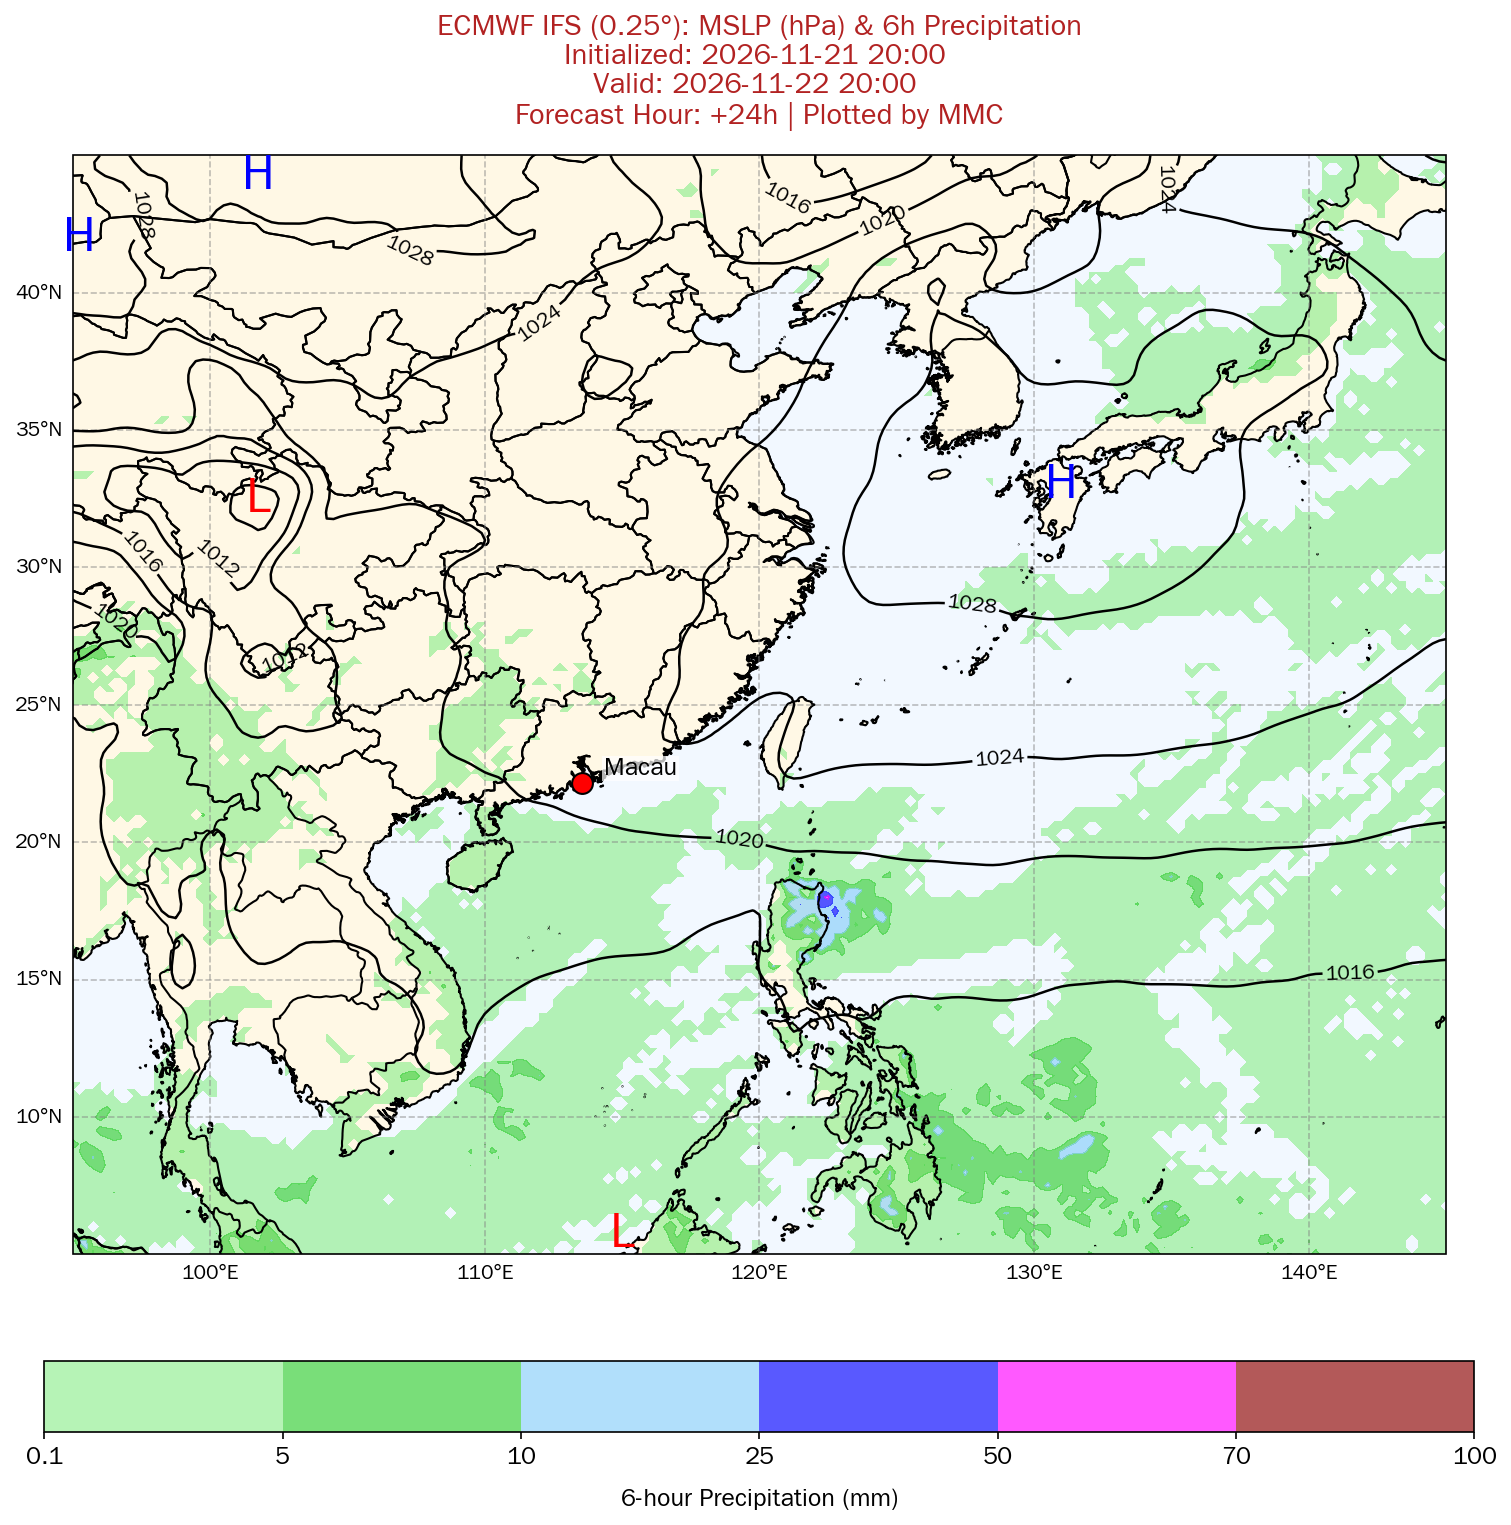 ECMWF IFS (0.25°): MSLP (hPa) & 6h Precipitation
Initialized: 2026-11-21 20:00
Valid: 2026-11-22 20:00
Forecast Hour: +24h | Plotted by MMC
H
H
1028
1028
1016
1020
1024
40°N
1024
35°N
H
L
1016
1012
30°N
1028
1020
1012
25°N
1024
Macau
20°N
1020
15°N
1016
10°N
L
100°E
110°E
120°E
130°E
140°E
0.1
5
10
25
50
70
100
6-hour Precipitation (mm)